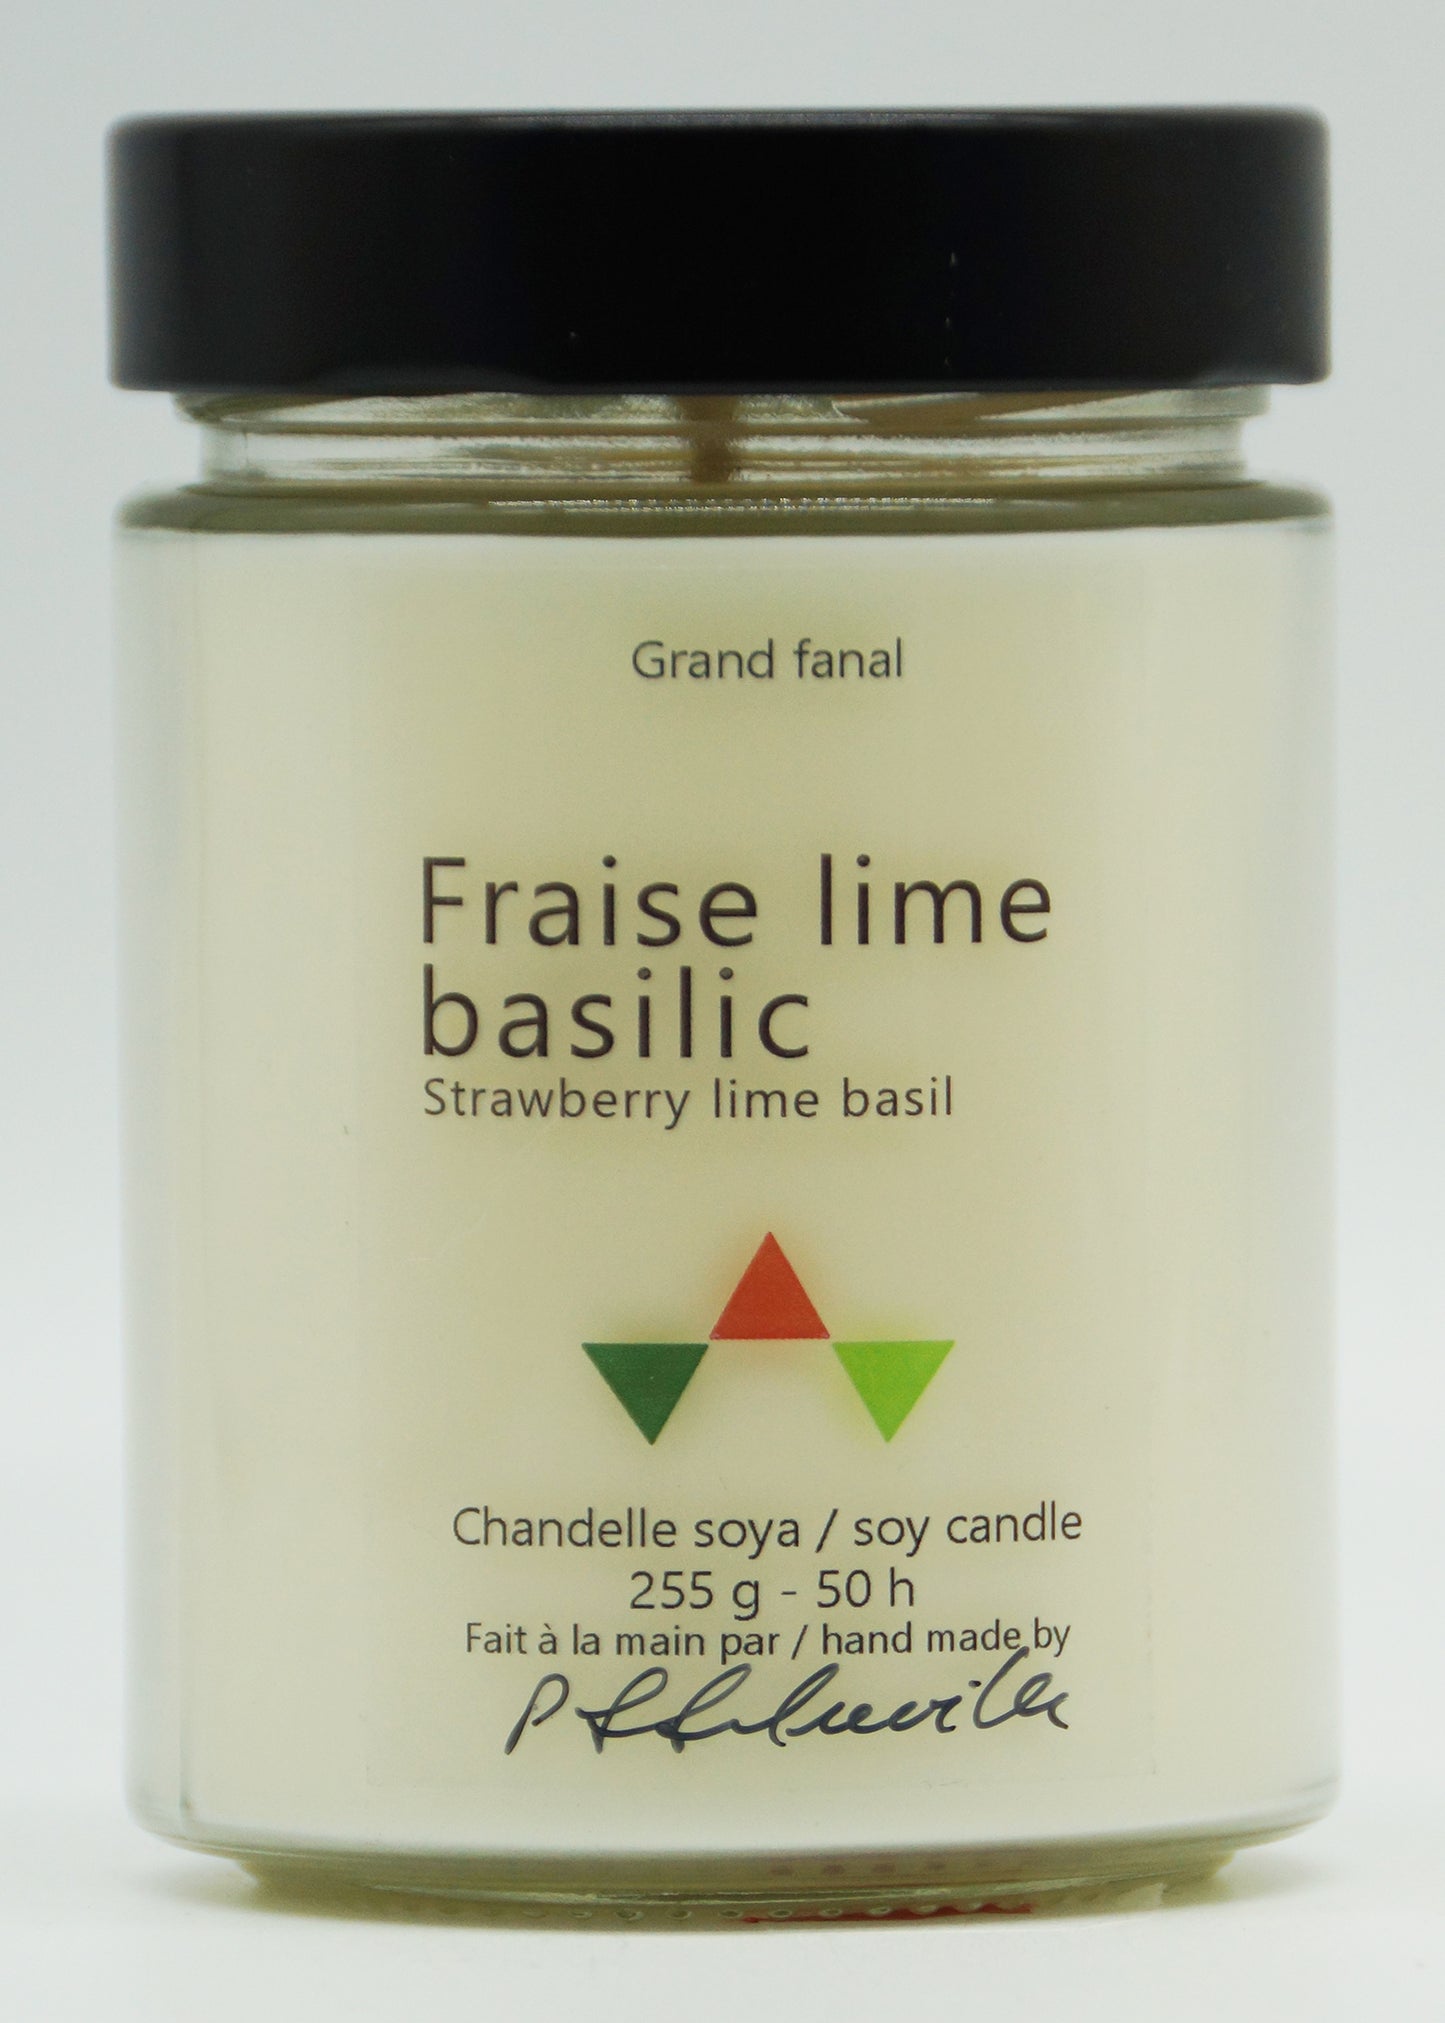 Grand fanal
Fraise lime
basilic
Strawberry lime basil
Chandelle soya / soy candle
255 g - 50 h
Fait à la main par / hand made by